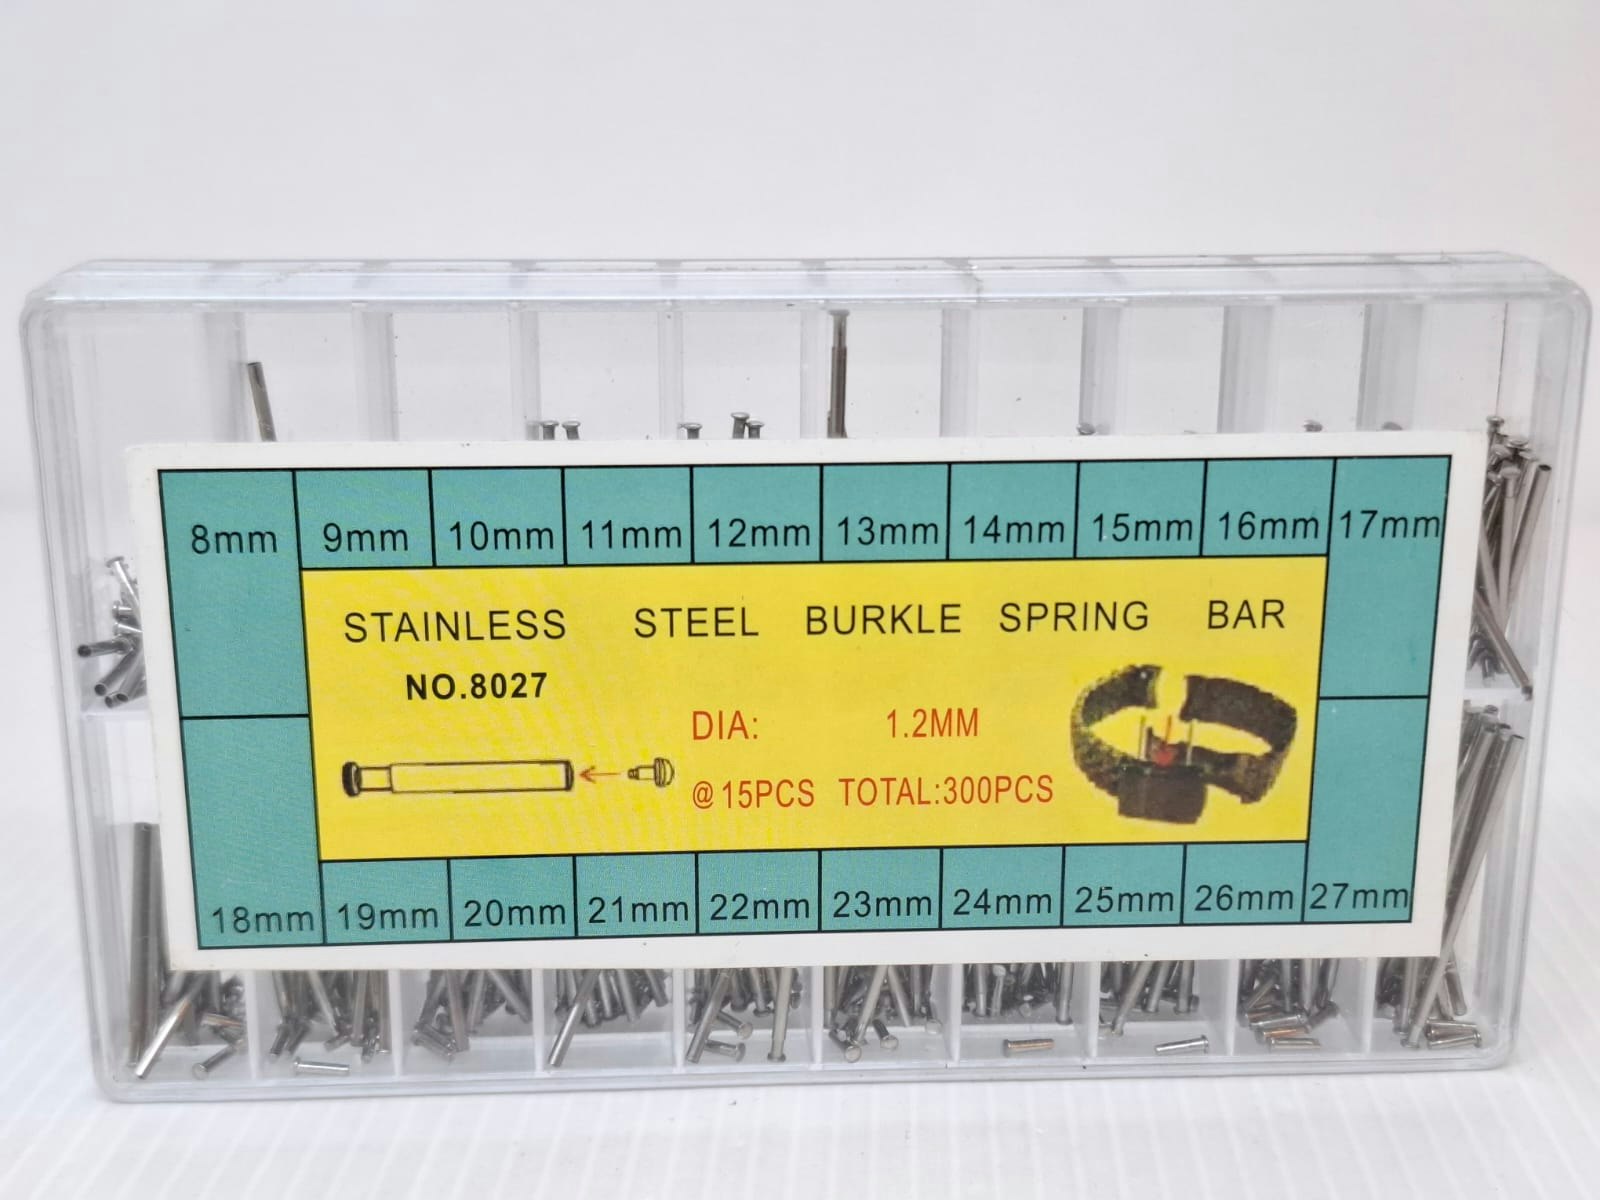 8mm 9mm 10mm 11mm 12mm 13mm 14mm 15mm 16mm 17mm
STAINLESS STEEL BURKLE SPRING BAR
NO.8027
DIA: 1.2MM
@15PCS TOTAL:300PCS
18mm 19mm 20mm 21mm 22mm 23mm 24mm 25mm 26mm 27mm